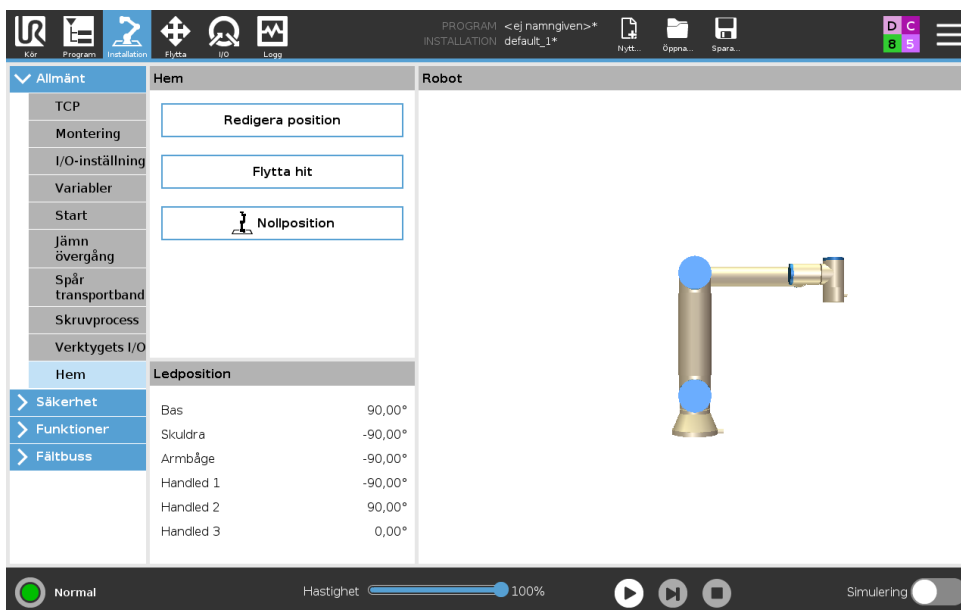 UR
Kör
Program
Installation
Flytta
I/O
Logg
PROGRAM <ej namngiven>*
INSTALLATION default_1*
Nytt...
Öppna...
Spara...
D C
8 5
Allmänt
TCP
Montering
I/O-inställning
Variabler
Start
Jämn
övergång
Spår
transportband
Skruvprocess
Verktygets I/O
Hem
Säkerhet
Funktioner
Fältbuss
Hem
Redigera position
Flytta hit
Nollposition
Ledposition
Bas 90,00°
Skuldra -90,00°
Armbåge -90,00°
Handled 1 -90,00°
Handled 2 90,00°
Handled 3 0,00°
Robot
Normal
Hastighet 100%
Simulering